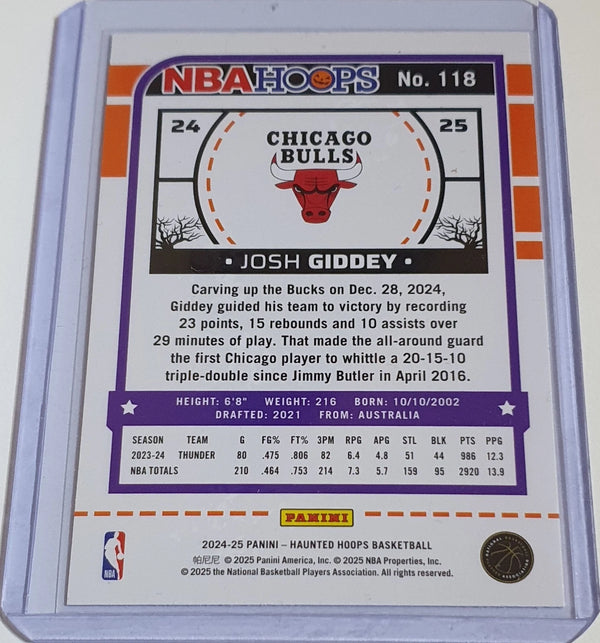 NBA HOOPS No. 118
24 25
CHICAGO
BULLS
• JOSH GIDDEY •
Carving up the Bucks on Dec. 28, 2024,
Giddey guided his team to victory by recording
23 points, 15 rebounds and 10 assists over
29 minutes of play. That made the all-around guard
the first Chicago player to whittle a 20-15-10
triple-double since Jimmy Butler in April 2016.
HEIGHT: 6'8" WEIGHT: 216 BORN: 10/10/2002
DRAFTED: 2021 FROM: AUSTRALIA
SEASON TEAM G FG% FT% 3PM RPG APG STL BLK PTS PPG
2023-24 THUNDER 80 .475 .806 82 6.4 4.8 51 44 986 12.3
NBA TOTALS 210 .464 .753 214 7.3 5.7 159 95 2920 13.9
PANINI
2024-25 PANINI – HAUNTED HOOPS BASKETBALL
帕尼尼 © 2025 Panini America, Inc. © 2025 NBA Properties, Inc.
© 2025 the National Basketball Players Association. All rights reserved.
NBA
NATIONAL BASKETBALL PLAYERS ASSOCIATION